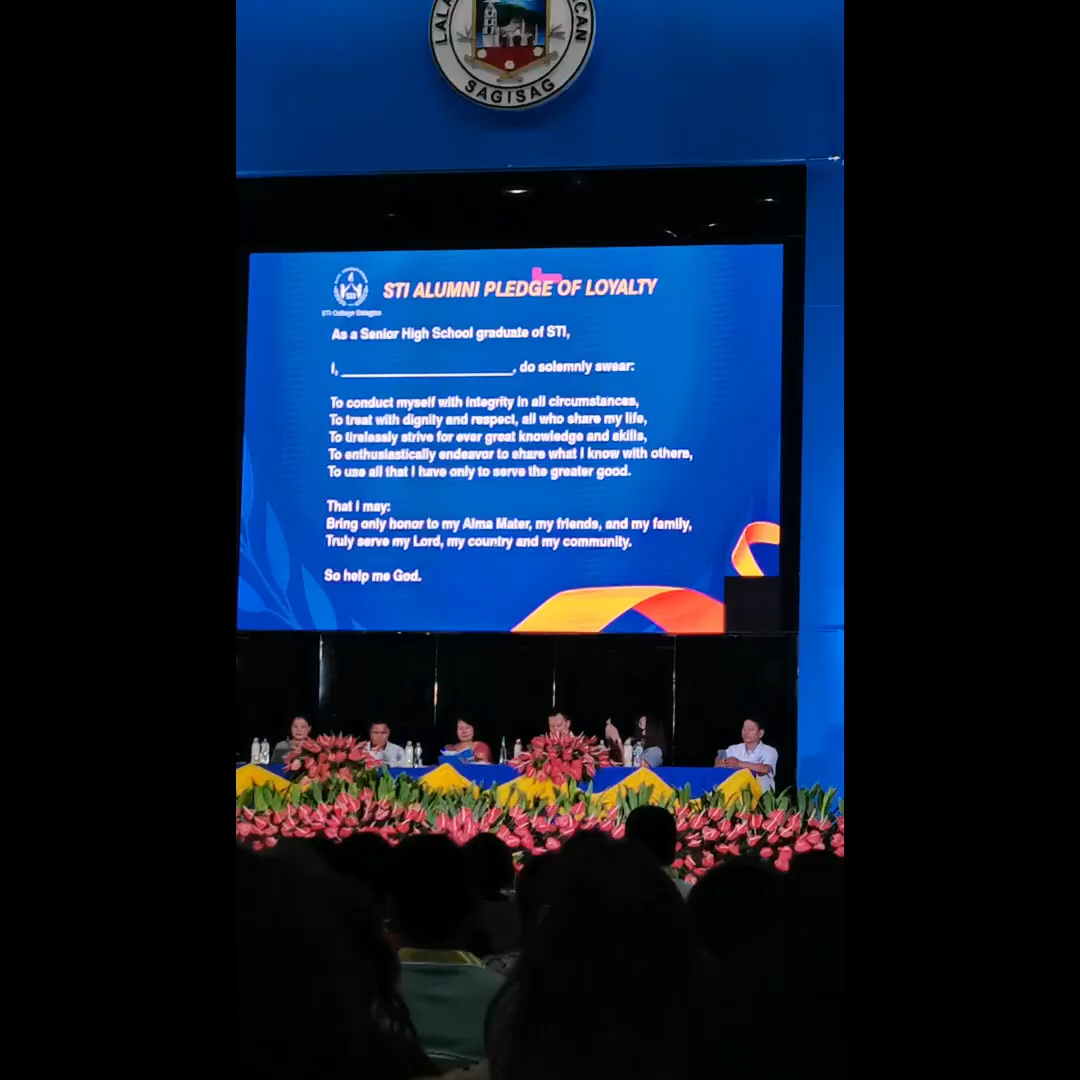 LALA
CAN
SAGISAG
STI ALUMNI PLEDGE OF LOYALTY
STI College
As a Senior High School graduate of STI,
I, ______________________, do solemnly swear:
To conduct myself with integrity in all circumstances,
To treat with dignity and respect, all who share my life,
To tirelessly strive for ever great knowledge and skills,
To enthusiastically endeavor to share what I know with others,
To use all that I have only to serve the greater good.
That I may:
Bring only honor to my Alma Mater, my friends, and my family,
Truly serve my Lord, my country and my community.
So help me God.